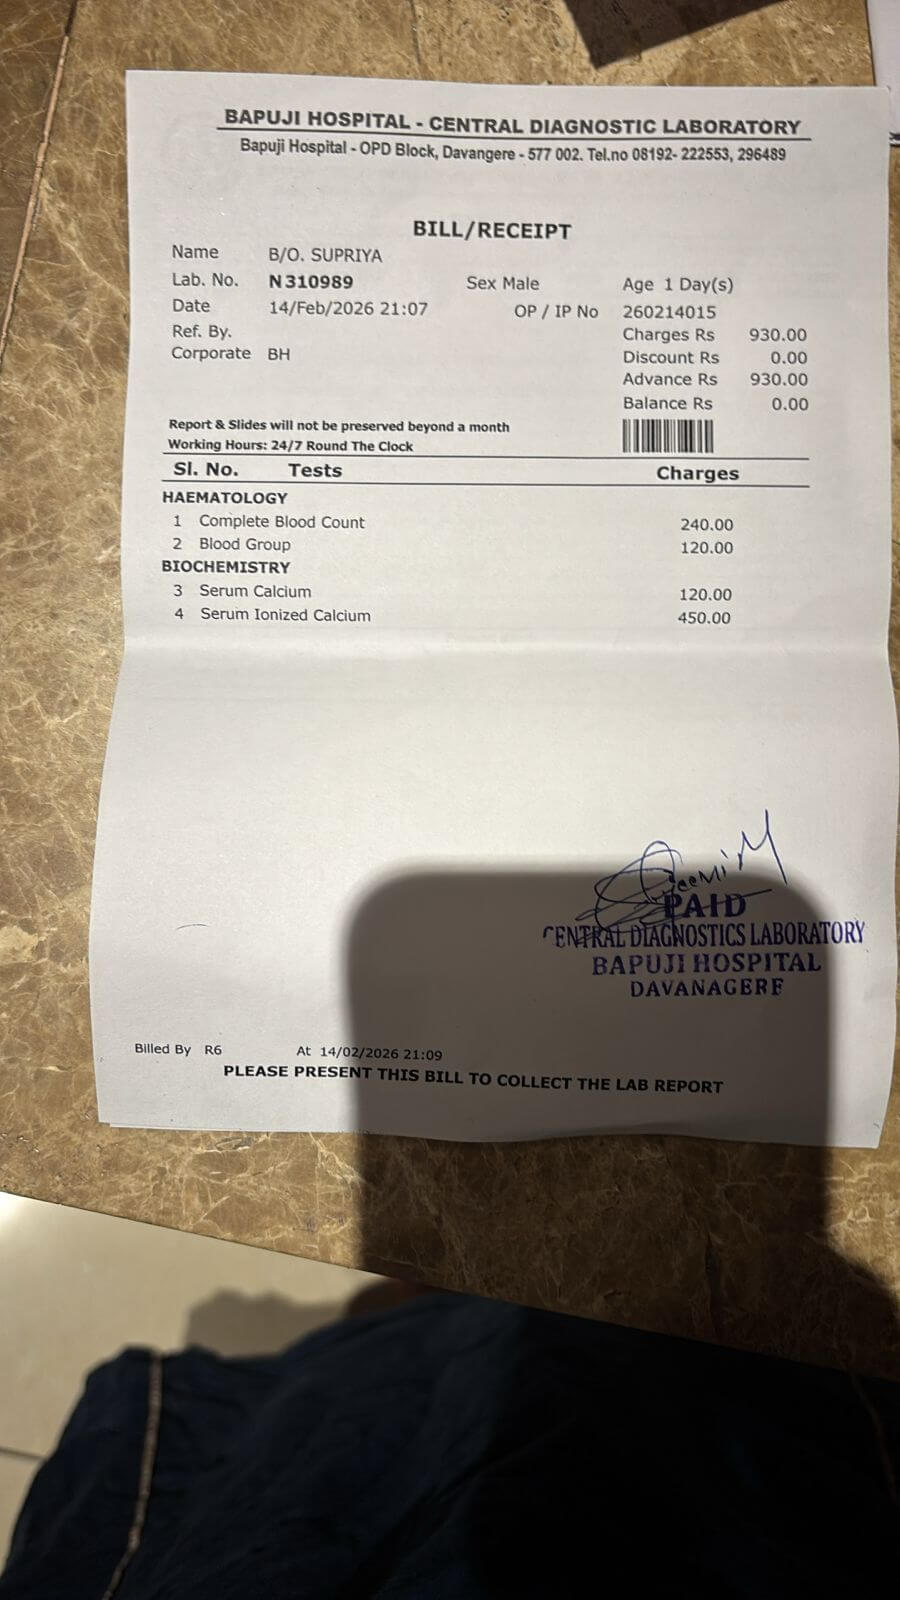 BAPUJI HOSPITAL - CENTRAL DIAGNOSTIC LABORATORY
Bapuji Hospital - OPD Block, Davangere - 577 002. Tel.no 08192- 222553, 296489
BILL/RECEIPT
Name B/O. SUPRIYA
Lab. No. N310989 Sex Male Age 1 Day(s)
Date 14/Feb/2026 21:07 OP / IP No 260214015
Ref. By. Charges Rs 930.00
Corporate BH Discount Rs 0.00
Advance Rs 930.00
Balance Rs 0.00
Report & Slides will not be preserved beyond a month
Working Hours: 24/7 Round The Clock
Sl. No. Tests Charges
HAEMATOLOGY
1 Complete Blood Count 240.00
2 Blood Group 120.00
BIOCHEMISTRY
3 Serum Calcium 120.00
4 Serum Ionized Calcium 450.00
PAID
CENTRAL DIAGNOSTICS LABORATORY
BAPUJI HOSPITAL
DAVANAGERE
Billed By R6 At 14/02/2026 21:09
PLEASE PRESENT THIS BILL TO COLLECT THE LAB REPORT